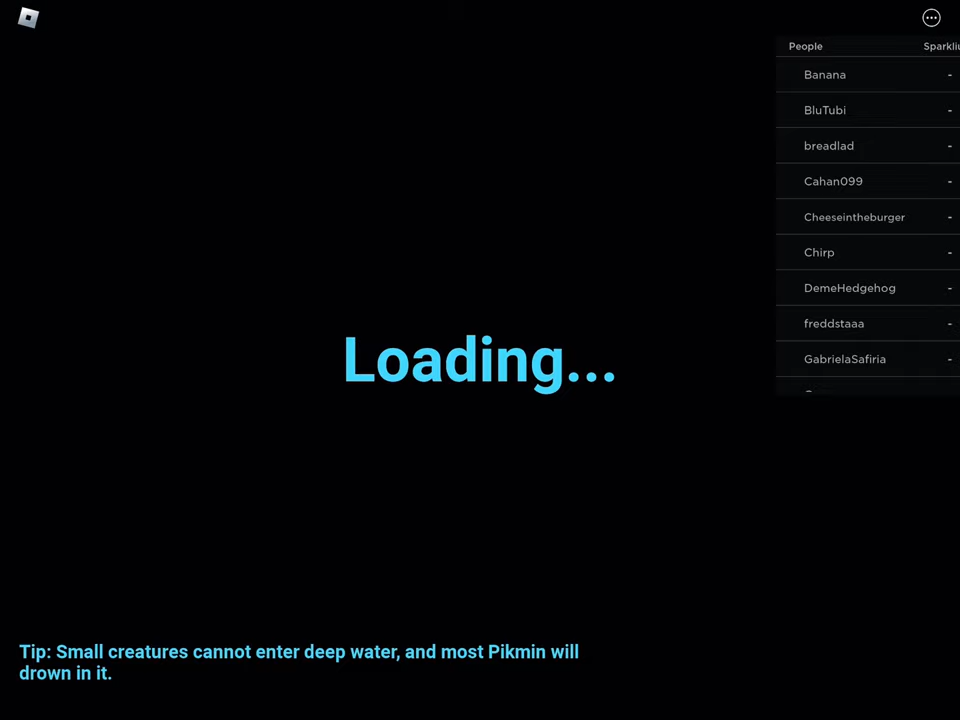 People Sparkliu
Banana -
BluTubi -
breadlad -
Cahan099 -
Cheeseintheburger -
Chirp -
DemeHedgehog -
freddstaaa -
GabrielaSafiria -
Loading...
Tip: Small creatures cannot enter deep water, and most Pikmin will
drown in it.